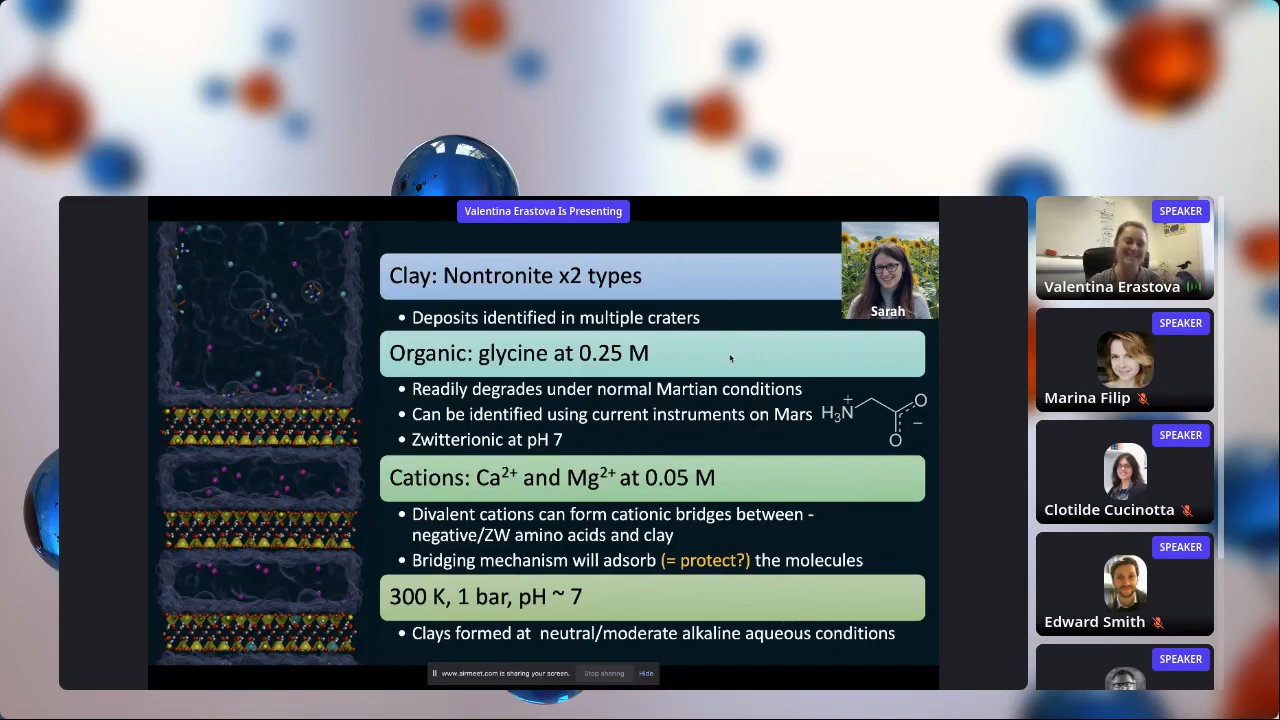 Valentina Erastova Is Presenting
Clay: Nontronite x2 types
Sarah
• Deposits identified in multiple craters
Organic: glycine at 0.25 M
• Readily degrades under normal Martian conditions
• Can be identified using current instruments on Mars
• Zwitterionic at pH 7
H₃N⁺
O
O
−
Cations: Ca²⁺ and Mg²⁺ at 0.05 M
• Divalent cations can form cationic bridges between -
negative/ZW amino acids and clay
• Bridging mechanism will adsorb (= protect?) the molecules
300 K, 1 bar, pH ~ 7
• Clays formed at  neutral/moderate alkaline aqueous conditions
www.airmeet.com is sharing your screen.
Stop sharing
Hide
SPEAKER
Valentina Erastova
SPEAKER
Marina Filip
SPEAKER
Clotilde Cucinotta
SPEAKER
Edward Smith
SPEAKER